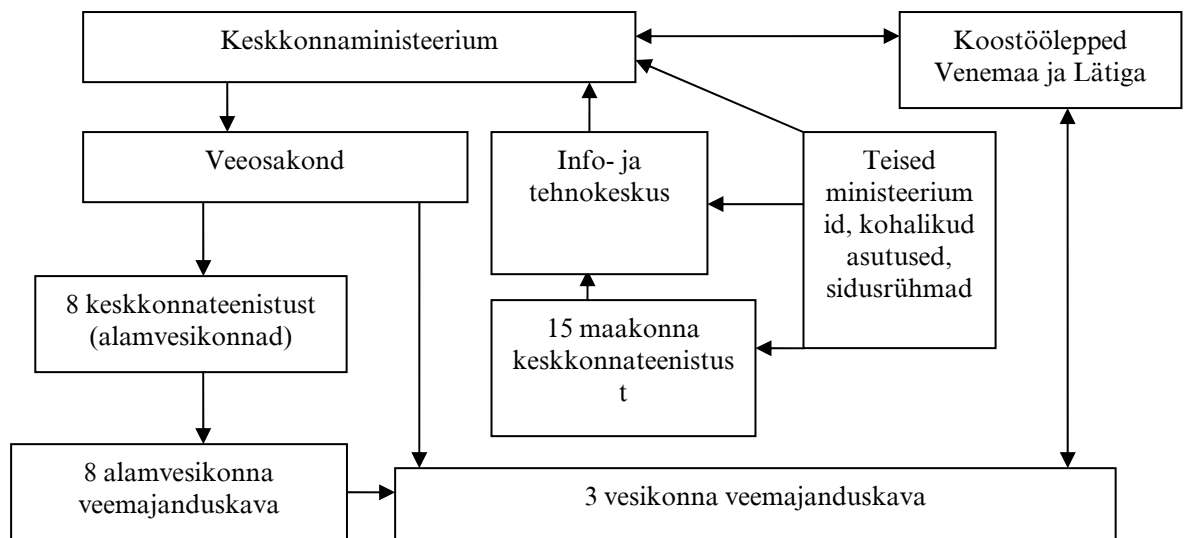 Keskkonnaministeerium
Koostöölepped
Venemaa ja Lätiga
Veeosakond
Info- ja
tehnokeskus
Teised
ministeerium
id, kohalikud
asutused,
sidusrühmad
8 keskkonnateenistust
(alamvesikonnad)
15 maakonna
keskkonnateenistus
t
8 alamvesikonna
veemajanduskava
3 vesikonna veemajanduskava